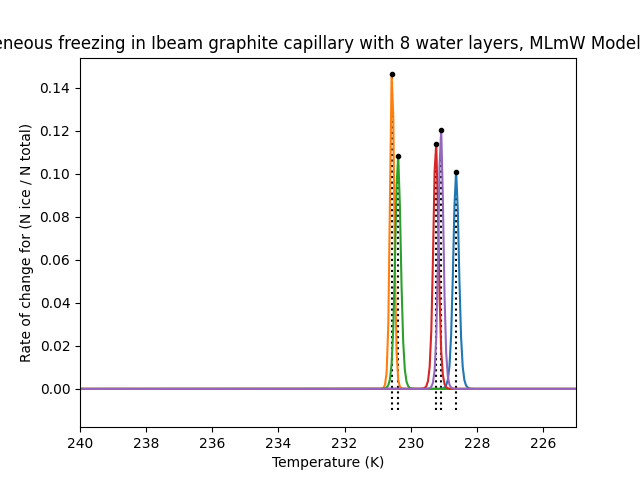 eneous freezing in Ibeam graphite capillary with 8 water layers, MLmW Model
Rate of change for (N ice / N total)
0.14
0.12
0.10
0.08
0.06
0.04
0.02
0.00
240 238 236 234 232 230 228 226
Temperature (K)